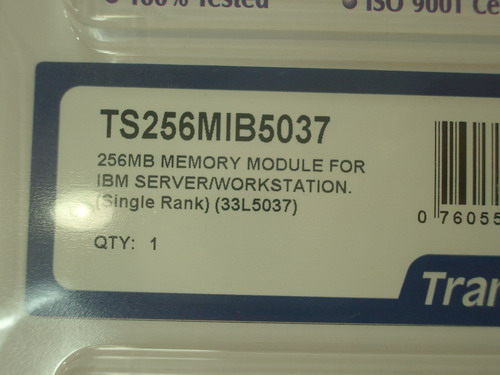 100% Tested
ISO 9001 Ce
TS256MIB5037
256MB MEMORY MODULE FOR
IBM SERVER/WORKSTATION.
(Single Rank) (33L5037)
QTY: 1
0 76055
Tran